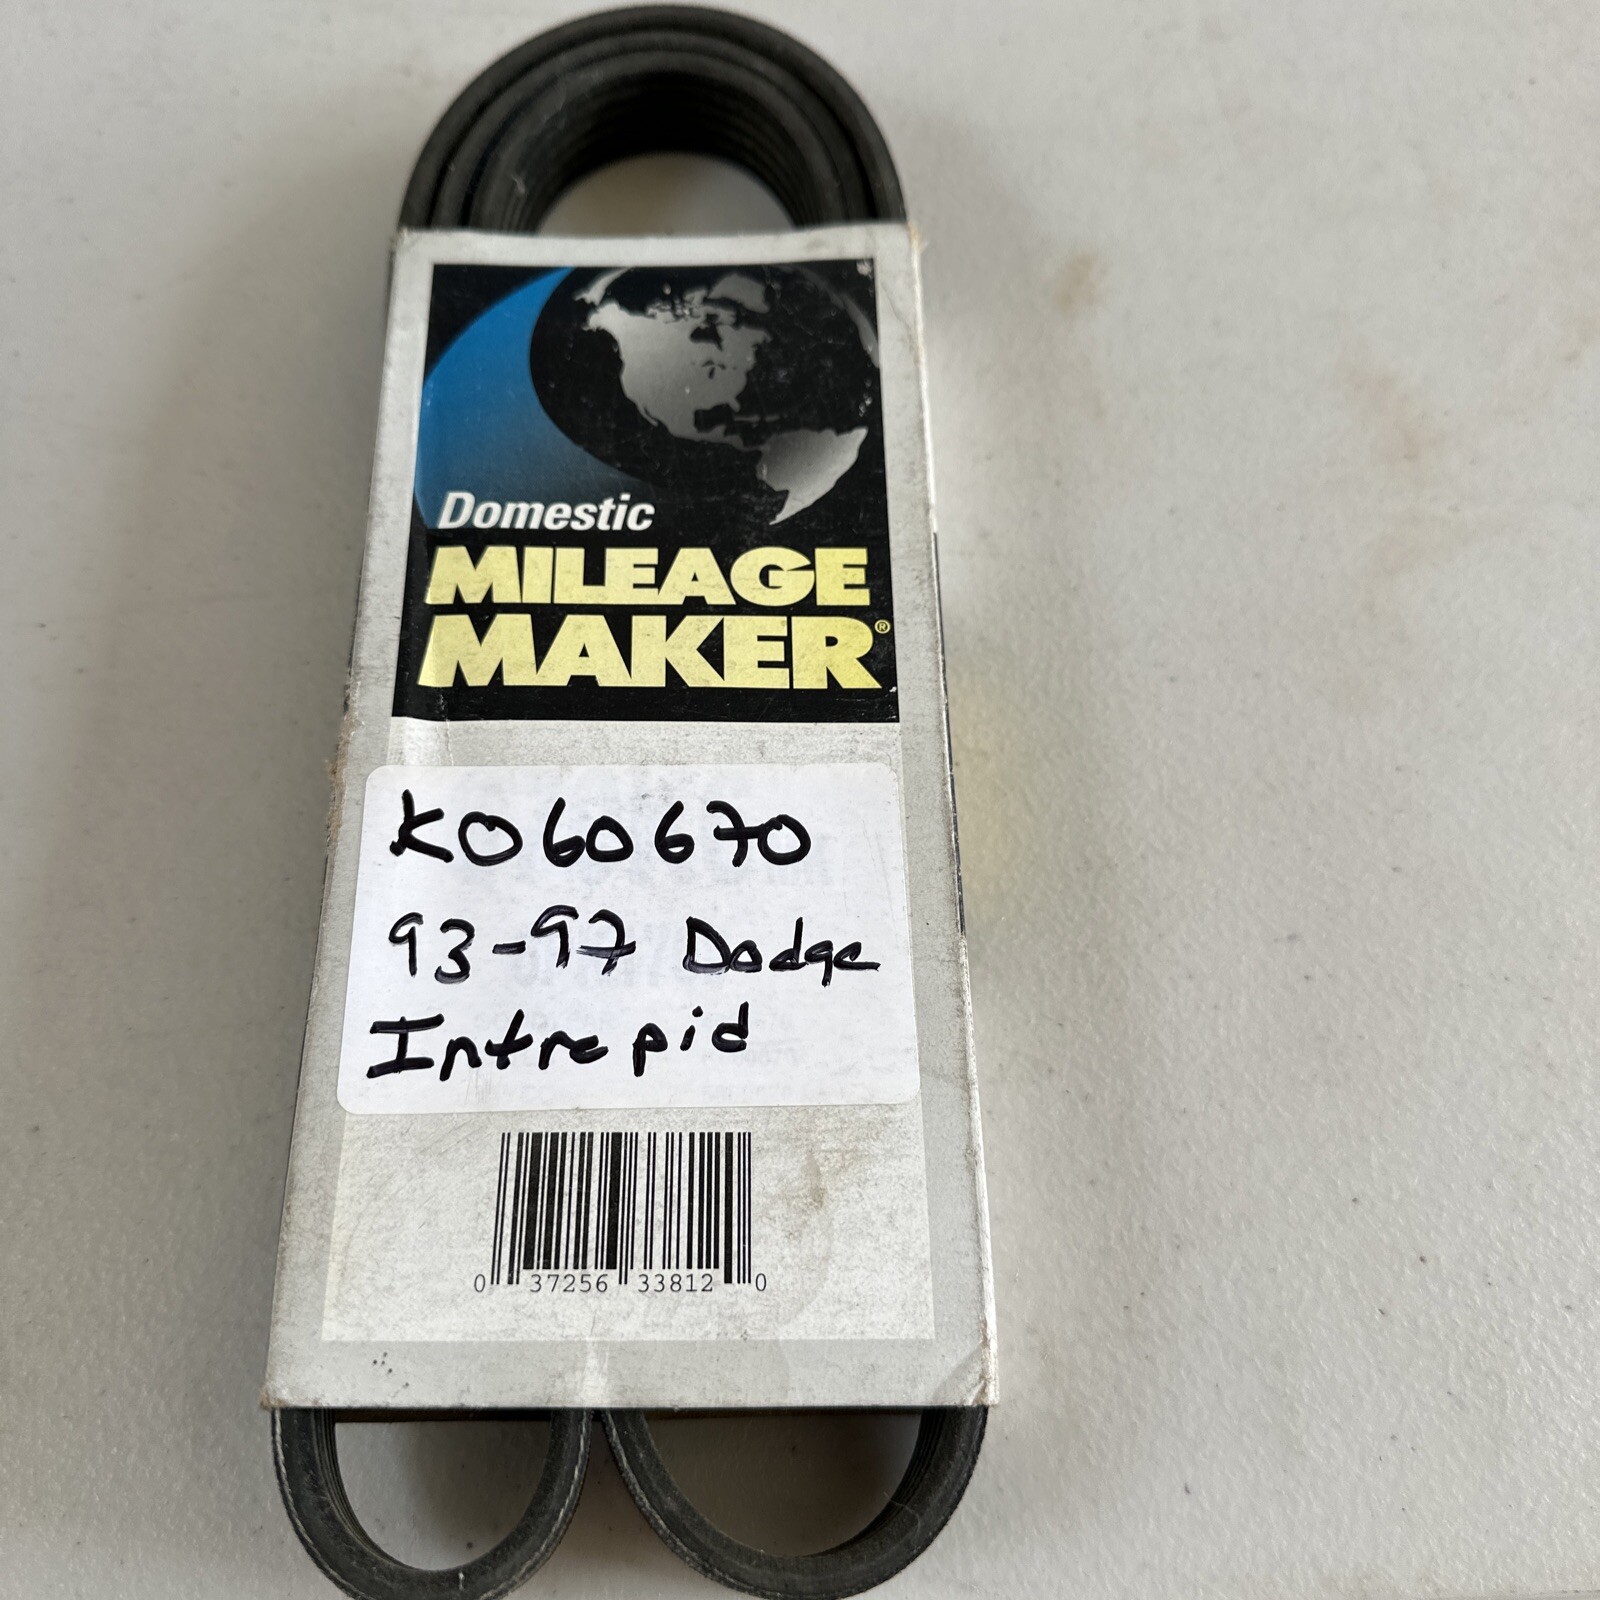 Domestic
MILEAGE
MAKER®
K060670
93-97 Dodge
Intrepid
0 37256 33812 0